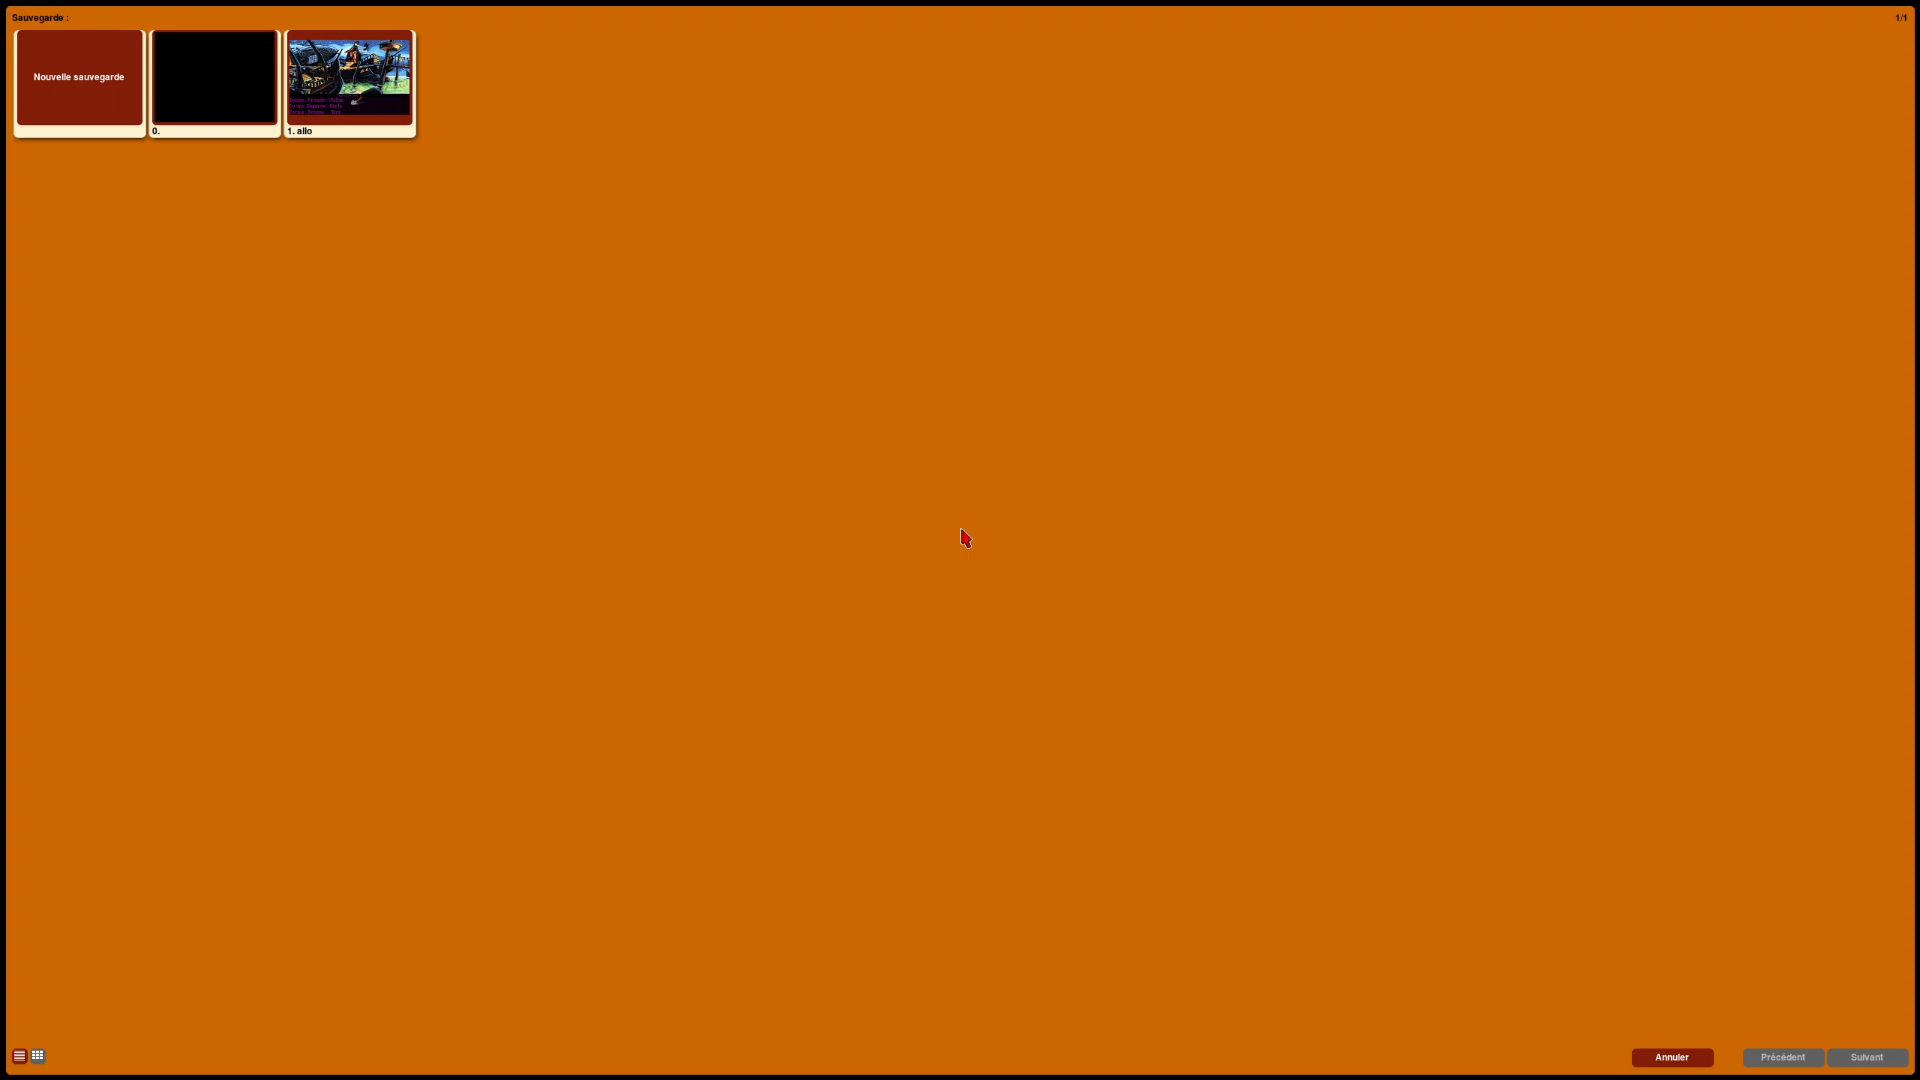 Sauvegarde :
1/1
Nouvelle sauvegarde
0.
1. allo
Annuler
Précédent
Suivant